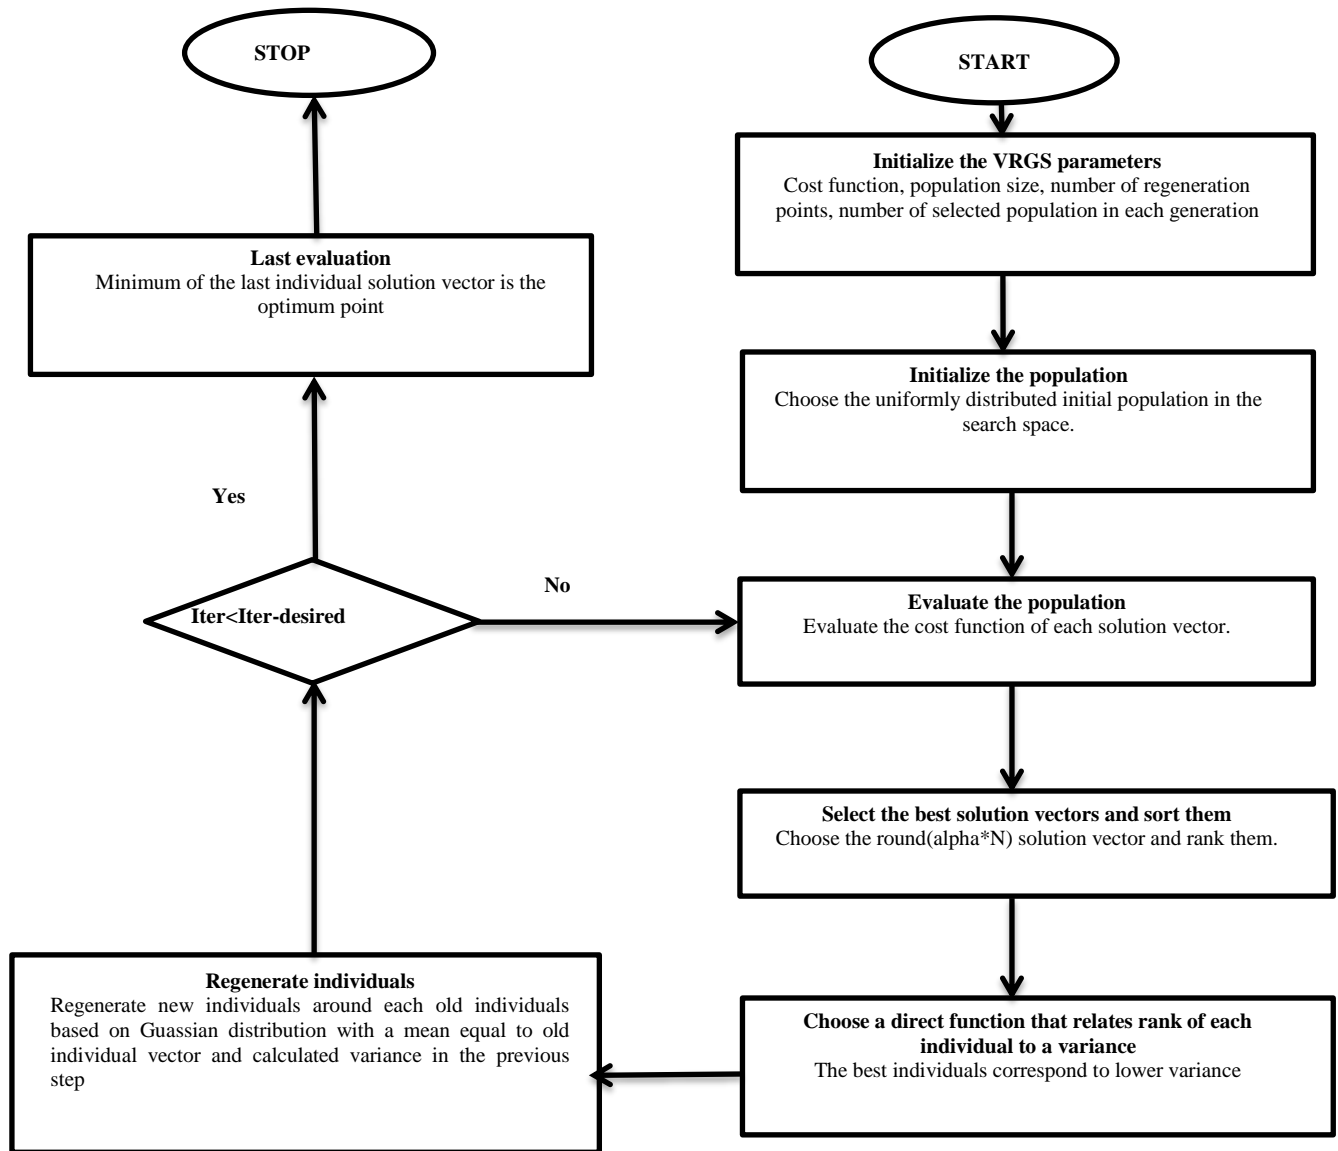 START
Initialize the VRGS parameters
Cost function, population size, number of regeneration
points, number of selected population in each generation
Initialize the population
Choose the uniformly distributed initial population in the
search space.
Evaluate the population
Evaluate the cost function of each solution vector.
Select the best solution vectors and sort them
Choose the round(alpha*N) solution vector and rank them.
Choose a direct function that relates rank of each
individual to a variance
The best individuals correspond to lower variance
Regenerate individuals
Regenerate new individuals around each old individuals
based on Guassian distribution with a mean equal to old
individual vector and calculated variance in the previous
step
Iter<Iter-desired
No
Yes
Last evaluation
Minimum of the last individual solution vector is the
optimum point
STOP